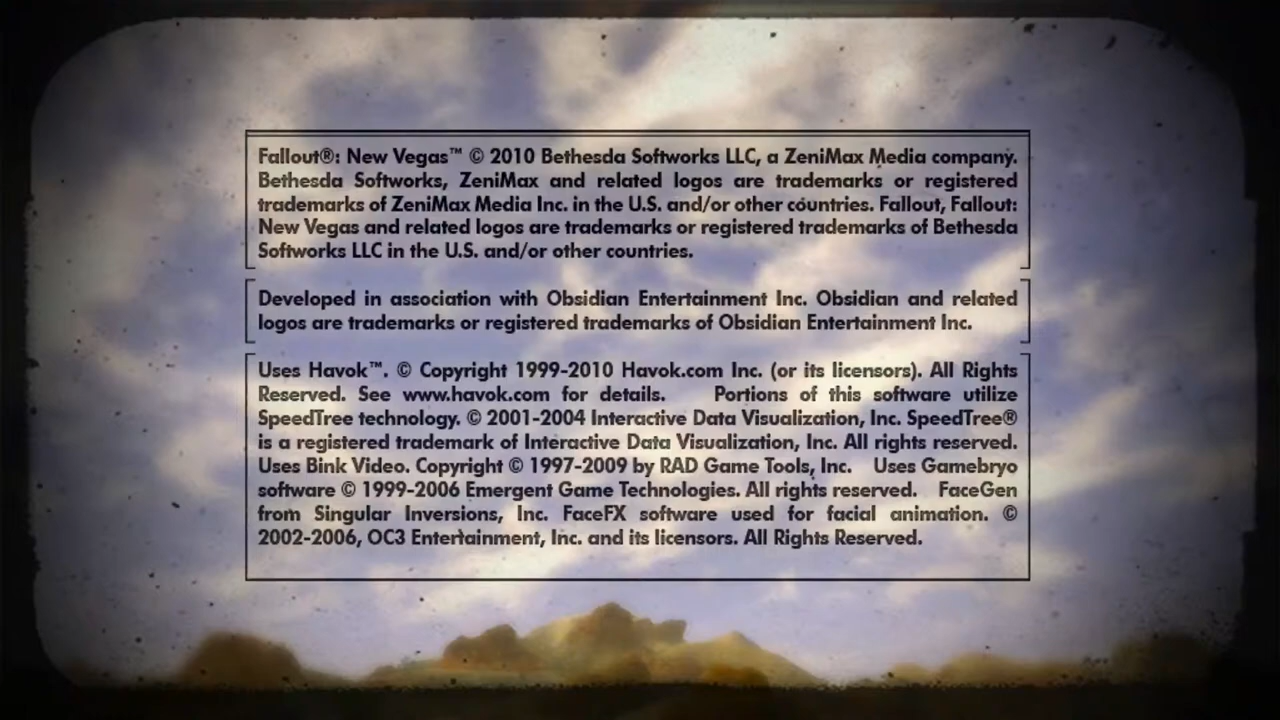 Fallout®: New Vegas™ © 2010 Bethesda Softworks LLC, a ZeniMax Media company.
Bethesda Softworks, ZeniMax and related logos are trademarks or registered
trademarks of ZeniMax Media Inc. in the U.S. and/or other countries. Fallout, Fallout:
New Vegas and related logos are trademarks or registered trademarks of Bethesda
Softworks LLC in the U.S. and/or other countries.
Developed in association with Obsidian Entertainment Inc. Obsidian and related
logos are trademarks or registered trademarks of Obsidian Entertainment Inc.
Uses Havok™. © Copyright 1999-2010 Havok.com Inc. (or its licensors). All Rights
Reserved. See www.havok.com for details. Portions of this software utilize
SpeedTree technology. © 2001-2004 Interactive Data Visualization, Inc. SpeedTree®
is a registered trademark of Interactive Data Visualization, Inc. All rights reserved.
Uses Bink Video. Copyright © 1997-2009 by RAD Game Tools, Inc. Uses Gamebryo
software © 1999-2006 Emergent Game Technologies. All rights reserved. FaceGen
from Singular Inversions, Inc. FaceFX software used for facial animation. ©
2002-2006, OC3 Entertainment, Inc. and its licensors. All Rights Reserved.